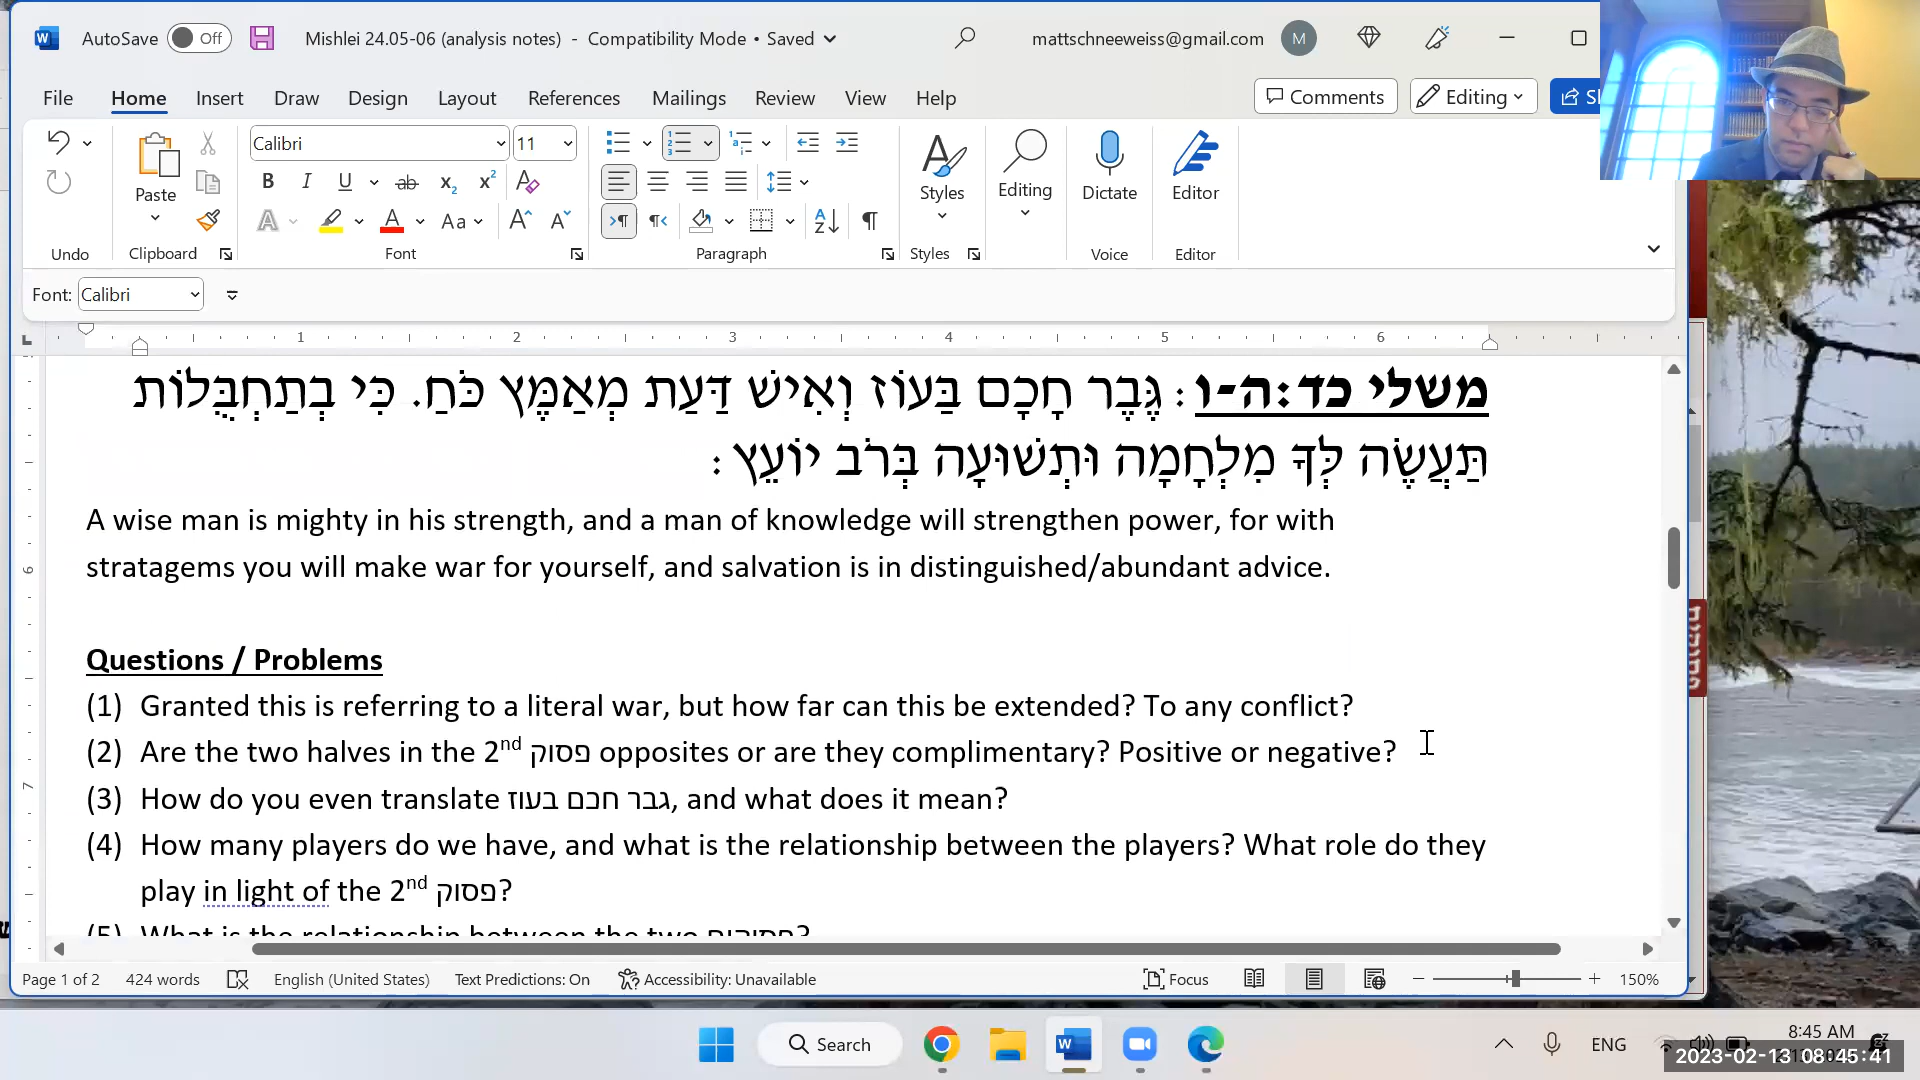 AutoSave Off Mishlei 24.05-06 (analysis notes) - Compatibility Mode • Saved mattschneeweiss@gmail.com M
File Home Insert Draw Design Layout References Mailings Review View Help Comments Editing
Calibri 11
Paste Styles Editing Dictate Editor
Undo Clipboard Font Paragraph Styles Voice Editor
Font: Calibri
1 2 3 4 5 6
משלי כד:ה-ו: גֶּבֶר חָכָם בַּעוֹז וְאִישׁ דַּעַת מְאַמֶּץ כֹּחַ. כִּי בְתַחְבֻּלוֹת
תַּעֲשֶׂה לְּךָ מִלְחָמָה וּתְשׁוּעָה בְּרֹב יוֹעֵץ:
A wise man is mighty in his strength, and a man of knowledge will strengthen power, for with
stratagems you will make war for yourself, and salvation is in distinguished/abundant advice.
Questions / Problems
(1) Granted this is referring to a literal war, but how far can this be extended? To any conflict?
(2) Are the two halves in the 2nd פסוק opposites or are they complimentary? Positive or negative?
(3) How do you even translate גבר חכם בעוז, and what does it mean?
(4) How many players do we have, and what is the relationship between the players? What role do they
play in light of the 2nd פסוק?
(5) What is the relationship between the two פסוקים?
Page 1 of 2 424 words English (United States) Text Predictions: On Accessibility: Unavailable Focus 150%
Search ENG 8:45 AM
2023-02-13 08:45:41